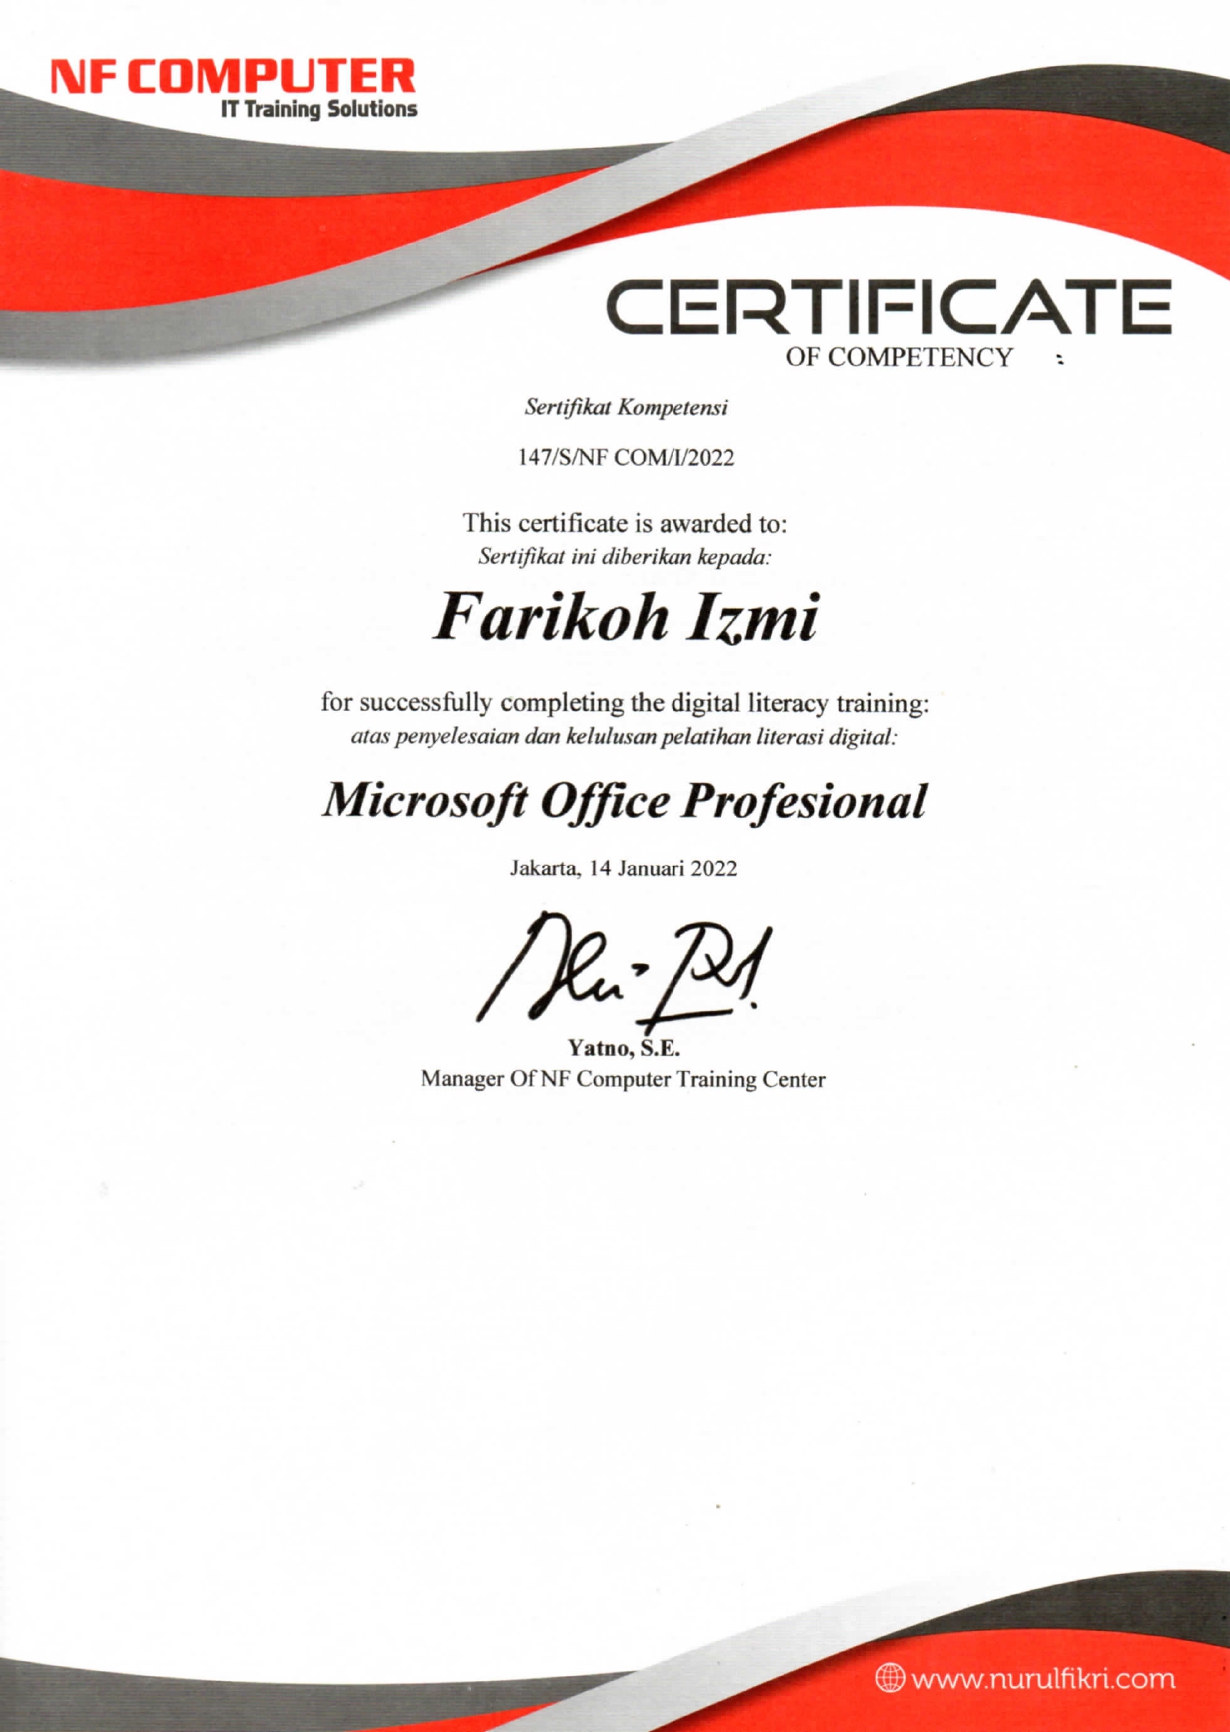 NF COMPUTER
IT Training Solutions
CERTIFICATE
OF COMPETENCY
Sertifikat Kompetensi
147/S/NF COM/I/2022
This certificate is awarded to:
Sertifikat ini diberikan kepada:
Farikoh Izmi
for successfully completing the digital literacy training:
atas penyelesaian dan kelulusan pelatihan literasi digital:
Microsoft Office Profesional
Jakarta, 14 Januari 2022
Yatno, S.E.
Manager Of NF Computer Training Center
www.nurulfikri.com